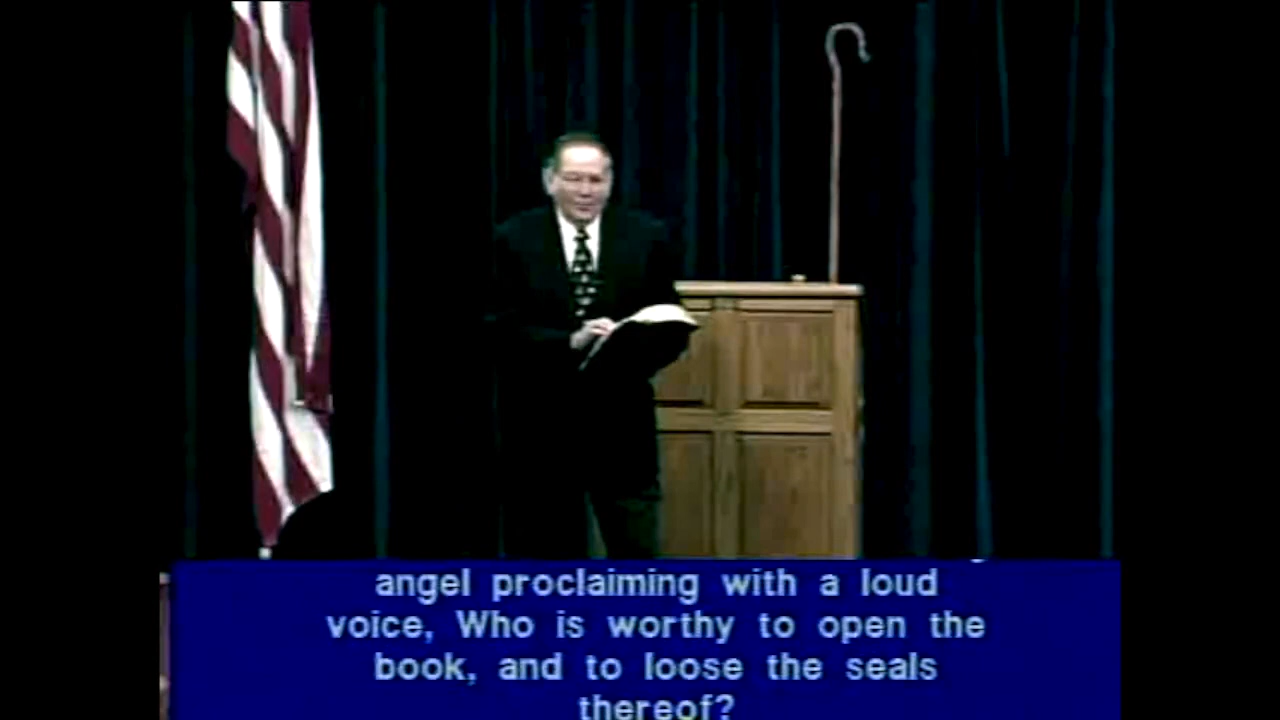 angel proclaiming with a loud
voice, Who is worthy to open the
book, and to loose the seals
thereof?